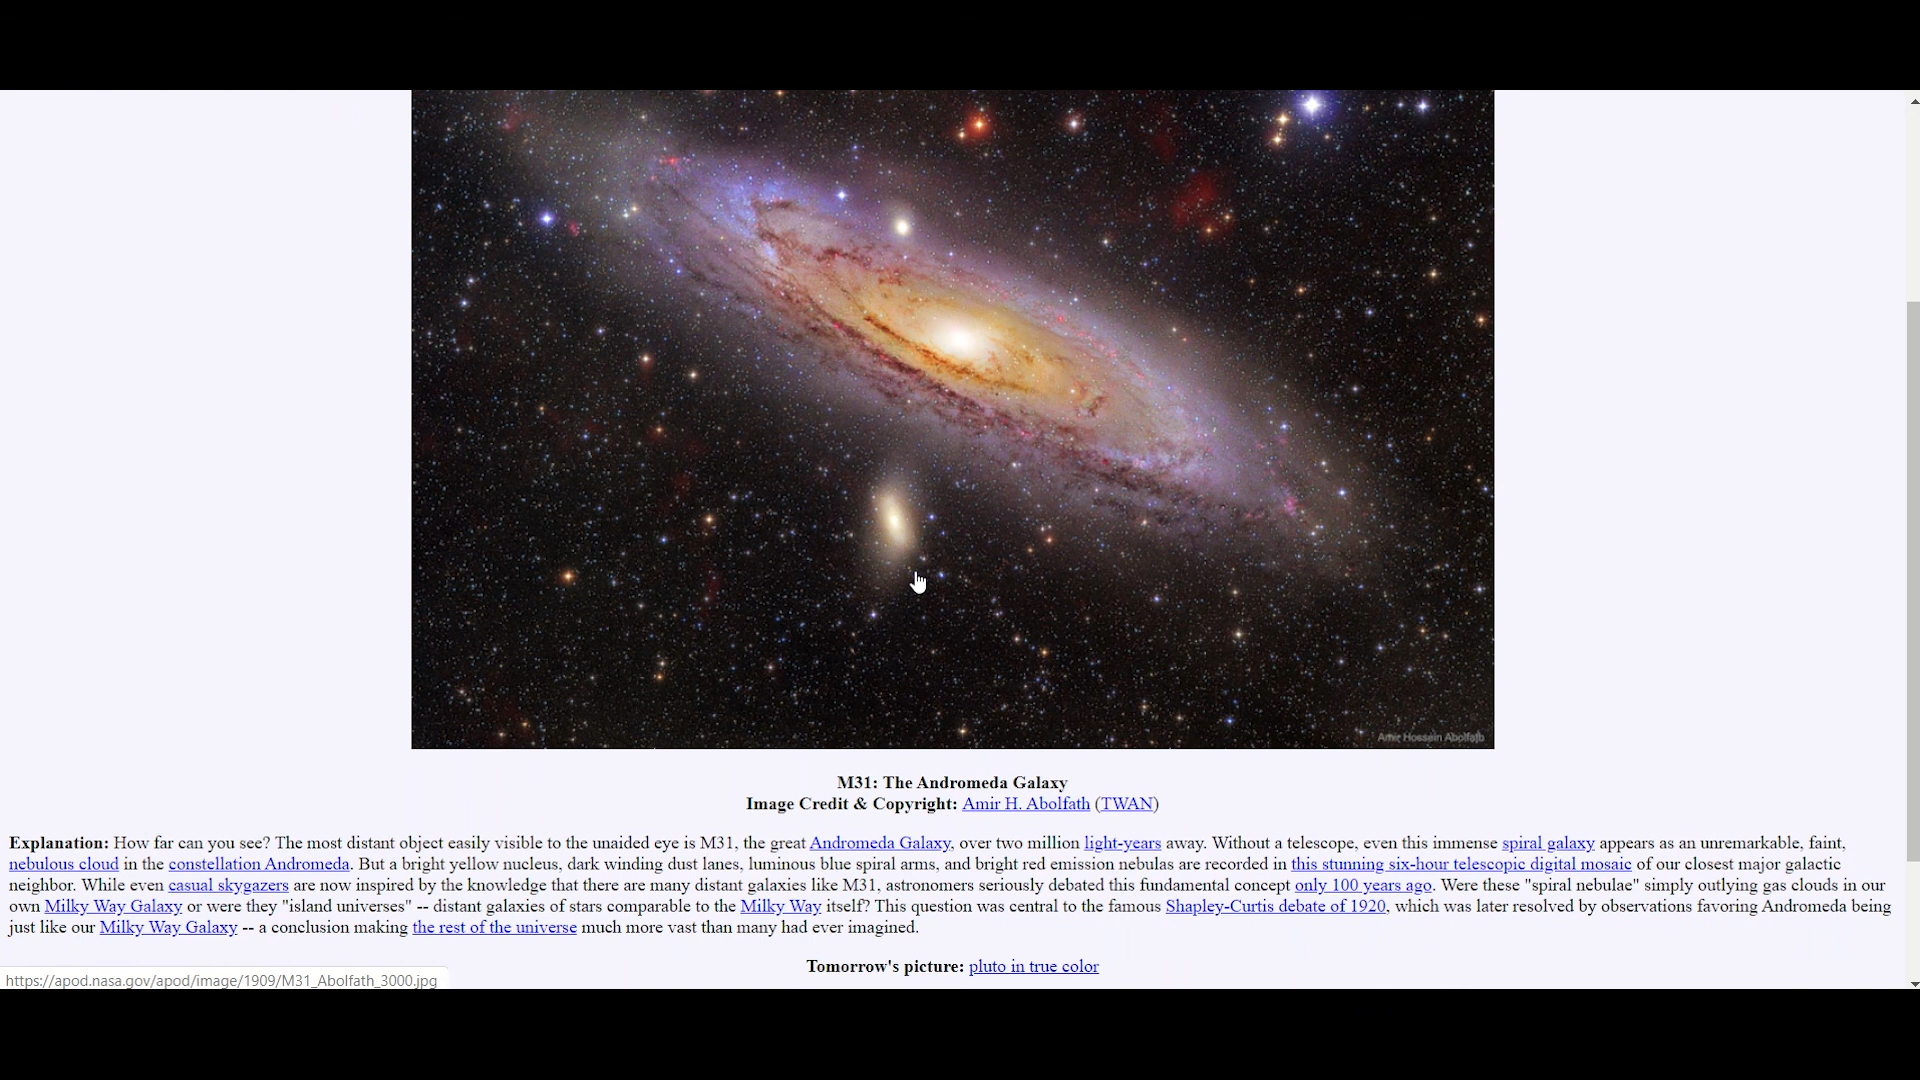 Amir Hossein Abolfath
M31: The Andromeda Galaxy
Image Credit & Copyright: Amir H. Abolfath (TWAN)
Explanation: How far can you see? The most distant object easily visible to the unaided eye is M31, the great Andromeda Galaxy, over two million light-years away. Without a telescope, even this immense spiral galaxy appears as an unremarkable, faint,
nebulous cloud in the constellation Andromeda. But a bright yellow nucleus, dark winding dust lanes, luminous blue spiral arms, and bright red emission nebulas are recorded in this stunning six-hour telescopic digital mosaic of our closest major galactic
neighbor. While even casual skygazers are now inspired by the knowledge that there are many distant galaxies like M31, astronomers seriously debated this fundamental concept only 100 years ago. Were these "spiral nebulae" simply outlying gas clouds in our
own Milky Way Galaxy or were they "island universes" -- distant galaxies of stars comparable to the Milky Way itself? This question was central to the famous Shapley-Curtis debate of 1920, which was later resolved by observations favoring Andromeda being
just like our Milky Way Galaxy -- a conclusion making the rest of the universe much more vast than many had ever imagined.
Tomorrow's picture: pluto in true color
https://apod.nasa.gov/apod/image/1909/M31_Abolfath_3000.jpg